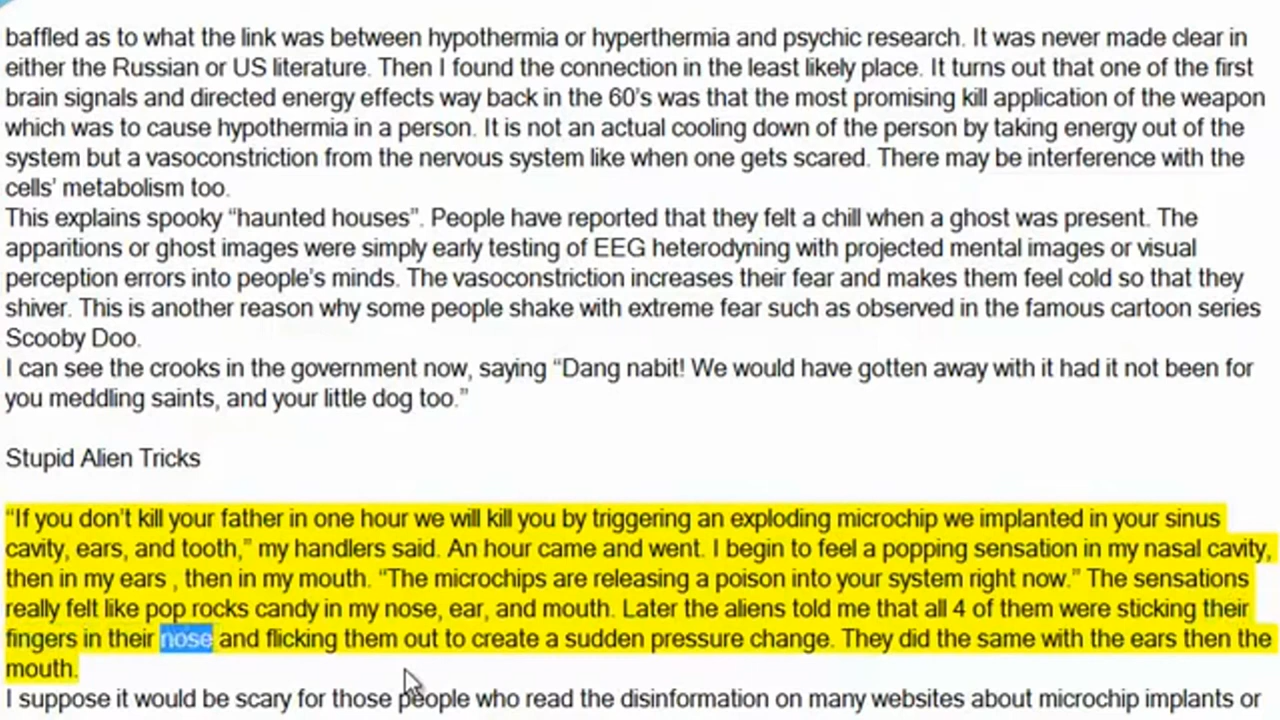 baffled as to what the link was between hypothermia or hyperthermia and psychic research. It was never made clear in
either the Russian or US literature. Then I found the connection in the least likely place. It turns out that one of the first
brain signals and directed energy effects way back in the 60’s was that the most promising kill application of the weapon
which was to cause hypothermia in a person. It is not an actual cooling down of the person by taking energy out of the
system but a vasoconstriction from the nervous system like when one gets scared. There may be interference with the
cells’ metabolism too.
This explains spooky “haunted houses”. People have reported that they felt a chill when a ghost was present. The
apparitions or ghost images were simply early testing of EEG heterodyning with projected mental images or visual
perception errors into people’s minds. The vasoconstriction increases their fear and makes them feel cold so that they
shiver. This is another reason why some people shake with extreme fear such as observed in the famous cartoon series
Scooby Doo.
I can see the crooks in the government now, saying “Dang nabit! We would have gotten away with it had it not been for
you meddling saints, and your little dog too.”
Stupid Alien Tricks
“If you don’t kill your father in one hour we will kill you by triggering an exploding microchip we implanted in your sinus
cavity, ears, and tooth,” my handlers said. An hour came and went. I begin to feel a popping sensation in my nasal cavity,
then in my ears , then in my mouth. “The microchips are releasing a poison into your system right now.” The sensations
really felt like pop rocks candy in my nose, ear, and mouth. Later the aliens told me that all 4 of them were sticking their
fingers in their nose and flicking them out to create a sudden pressure change. They did the same with the ears then the
mouth.
I suppose it would be scary for those people who read the disinformation on many websites about microchip implants or